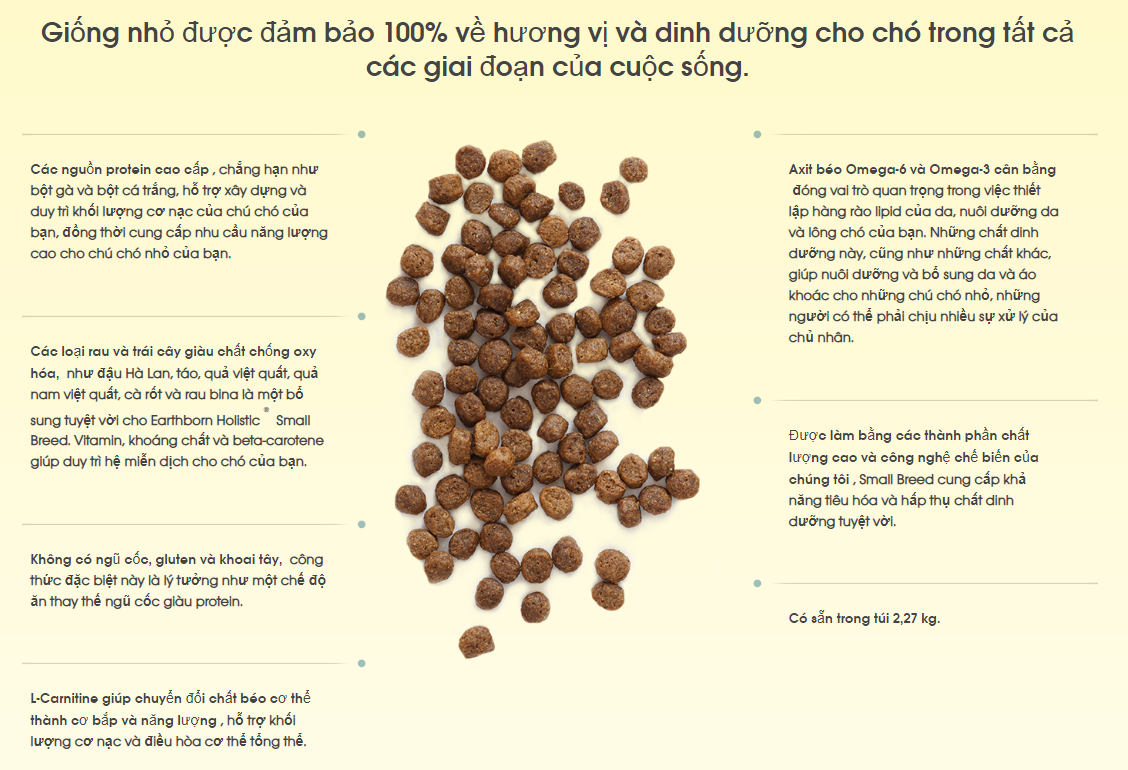 Giống nhỏ được đảm bảo 100% về hương vị và dinh dưỡng cho chó trong tất cả
các giai đoạn của cuộc sống.
Các nguồn protein cao cấp , chẳng hạn như
bột gà và bột cá trắng, hỗ trợ xây dựng và
duy trì khối lượng cơ nạc của chú chó của
bạn, đồng thời cung cấp nhu cầu năng lượng
cao cho chú chó nhỏ của bạn.
Các loại rau và trái cây giàu chất chống oxy
hóa, như đậu Hà Lan, táo, quả việt quất, quả
nam việt quất, cà rốt và rau bina là một bổ
sung tuyệt vời cho Earthborn Holistic ® Small
Breed. Vitamin, khoáng chất và beta-carotene
giúp duy trì hệ miễn dịch cho chó của bạn.
Không có ngũ cốc, gluten và khoai tây, công
thức đặc biệt này là lý tưởng như một chế độ
ăn thay thế ngũ cốc giàu protein.
L-Carnitine giúp chuyển đổi chất béo cơ thể
thành cơ bắp và năng lượng , hỗ trợ khối
lượng cơ nạc và điều hòa cơ thể tổng thể.
Axit béo Omega-6 và Omega-3 cân bằng
đóng vai trò quan trọng trong việc thiết
lập hàng rào lipid của da, nuôi dưỡng da
và lông chó của bạn. Những chất dinh
dưỡng này, cũng như những chất khác,
giúp nuôi dưỡng và bổ sung da và áo
khoác cho những chú chó nhỏ, những
người có thể phải chịu nhiều sự xử lý của
chủ nhân.
Được làm bằng các thành phần chất
lượng cao và công nghệ chế biến của
chúng tôi , Small Breed cung cấp khả
năng tiêu hóa và hấp thụ chất dinh
dưỡng tuyệt vời.
Có sẵn trong túi 2,27 kg.